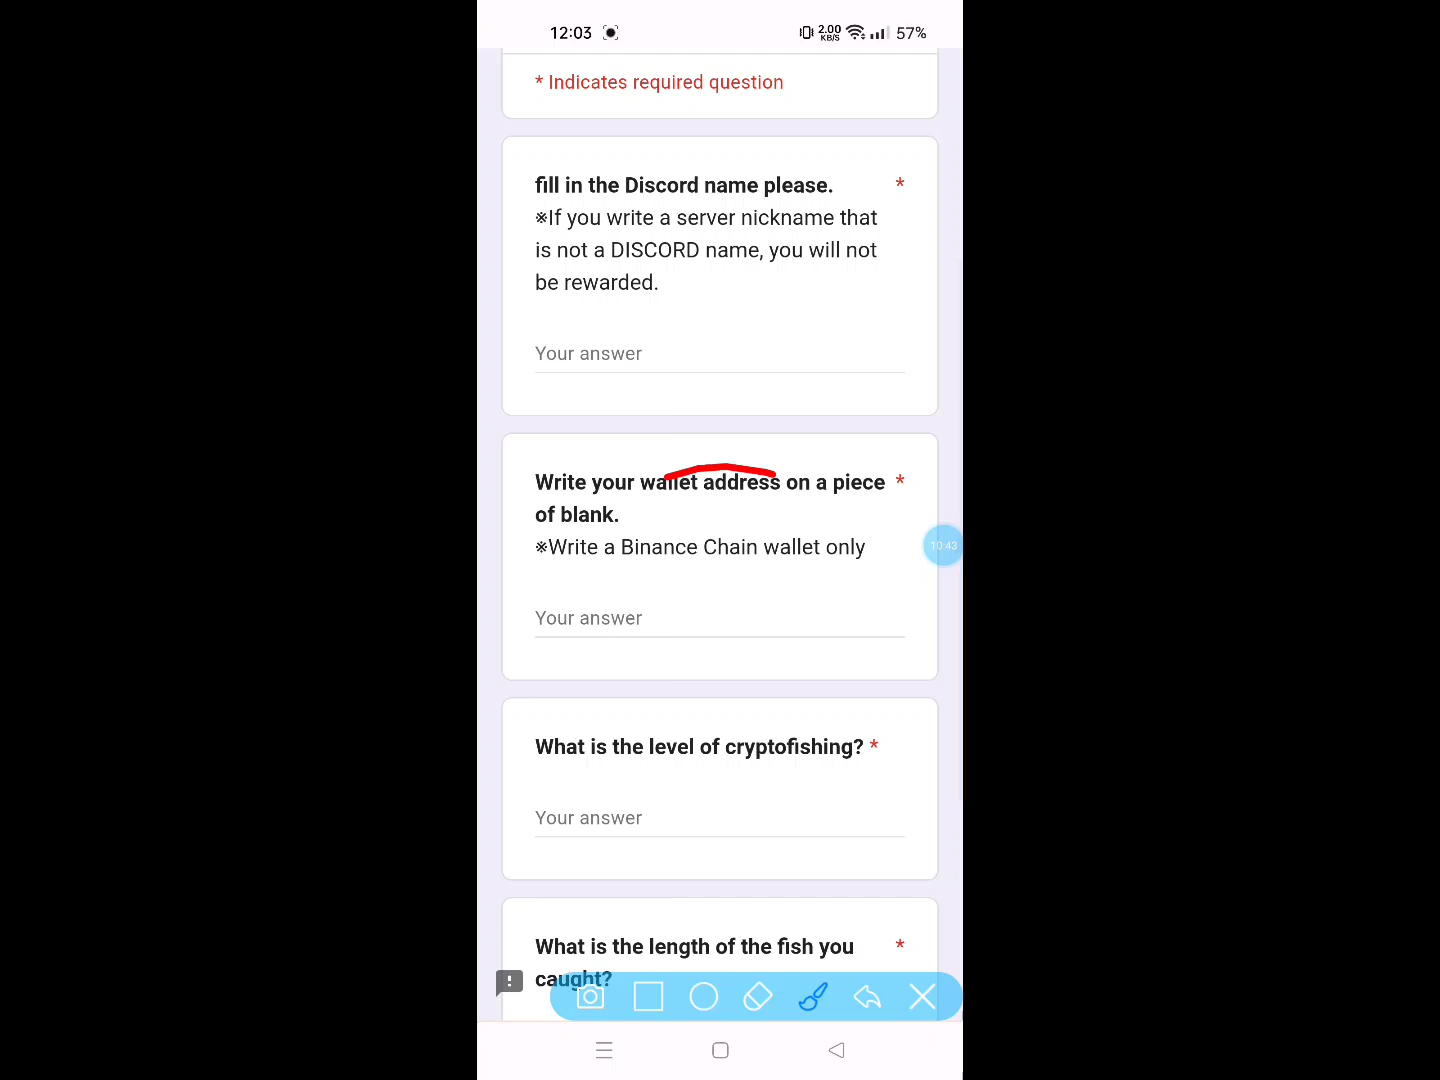 12:03 2.00 KB/S 57%
* Indicates required question
fill in the Discord name please. *
※If you write a server nickname that
is not a DISCORD name, you will not
be rewarded.
Your answer
Write your wallet address on a piece *
of blank.
※Write a Binance Chain wallet only
10:43
Your answer
What is the level of cryptofishing? *
Your answer
What is the length of the fish you *
caught?